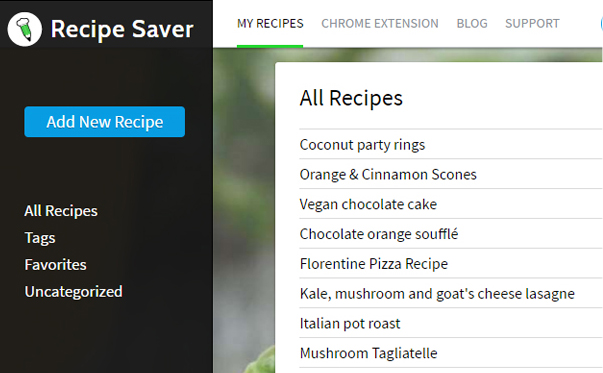 Recipe Saver
MY RECIPES CHROME EXTENSION BLOG SUPPORT
Add New Recipe
All Recipes
Tags
Favorites
Uncategorized
All Recipes
Coconut party rings
Orange & Cinnamon Scones
Vegan chocolate cake
Chocolate orange soufflé
Florentine Pizza Recipe
Kale, mushroom and goat's cheese lasagne
Italian pot roast
Mushroom Tagliatelle